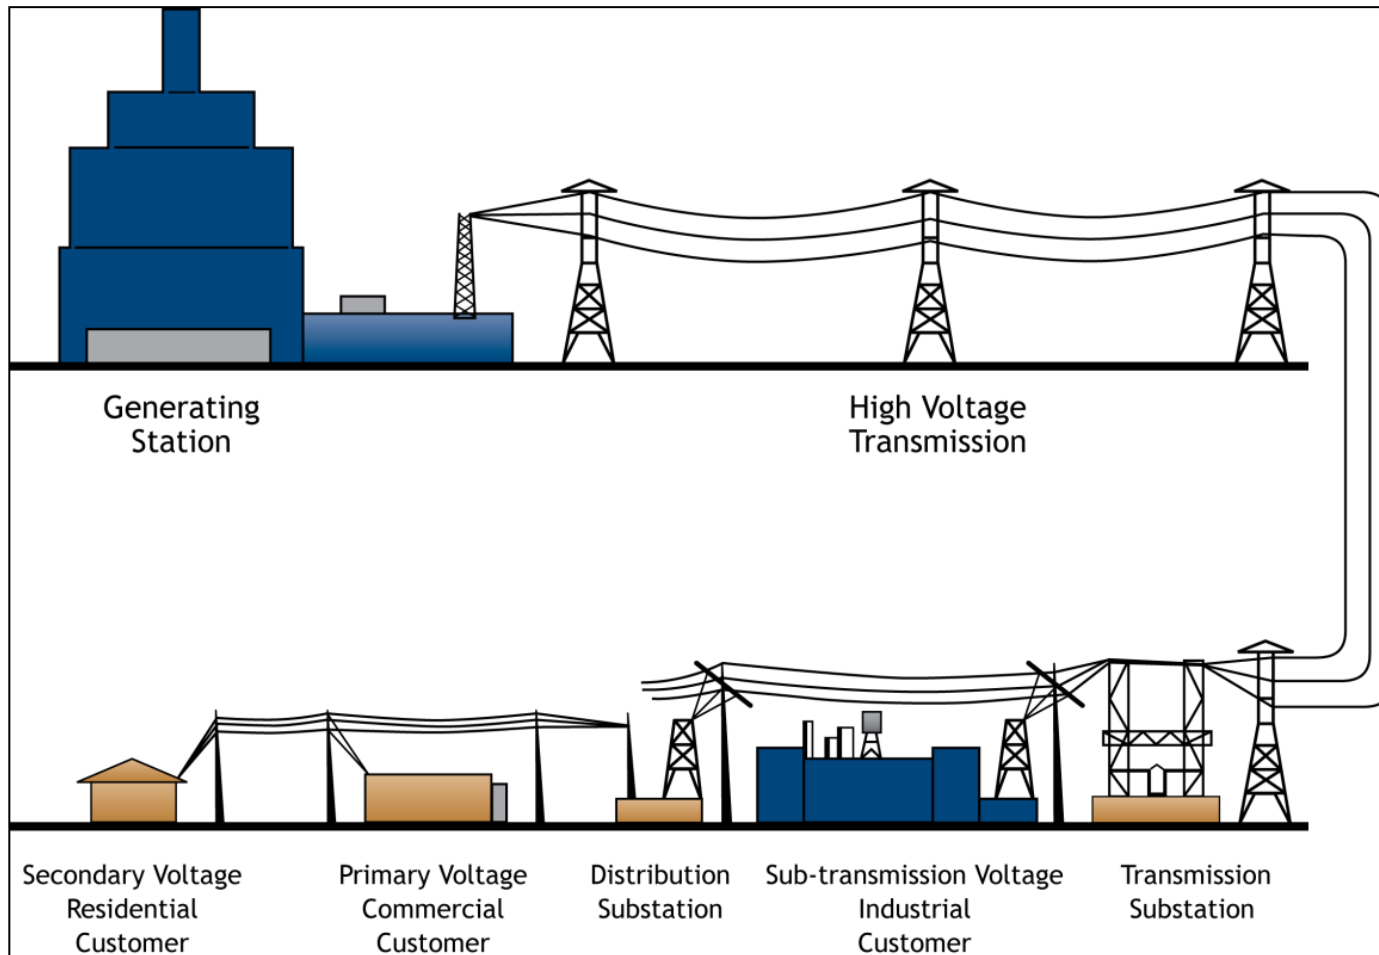 Generating
Station
High Voltage
Transmission
Secondary Voltage
Residential
Customer
Primary Voltage
Commercial
Customer
Distribution
Substation
Sub-transmission Voltage
Industrial
Customer
Transmission
Substation